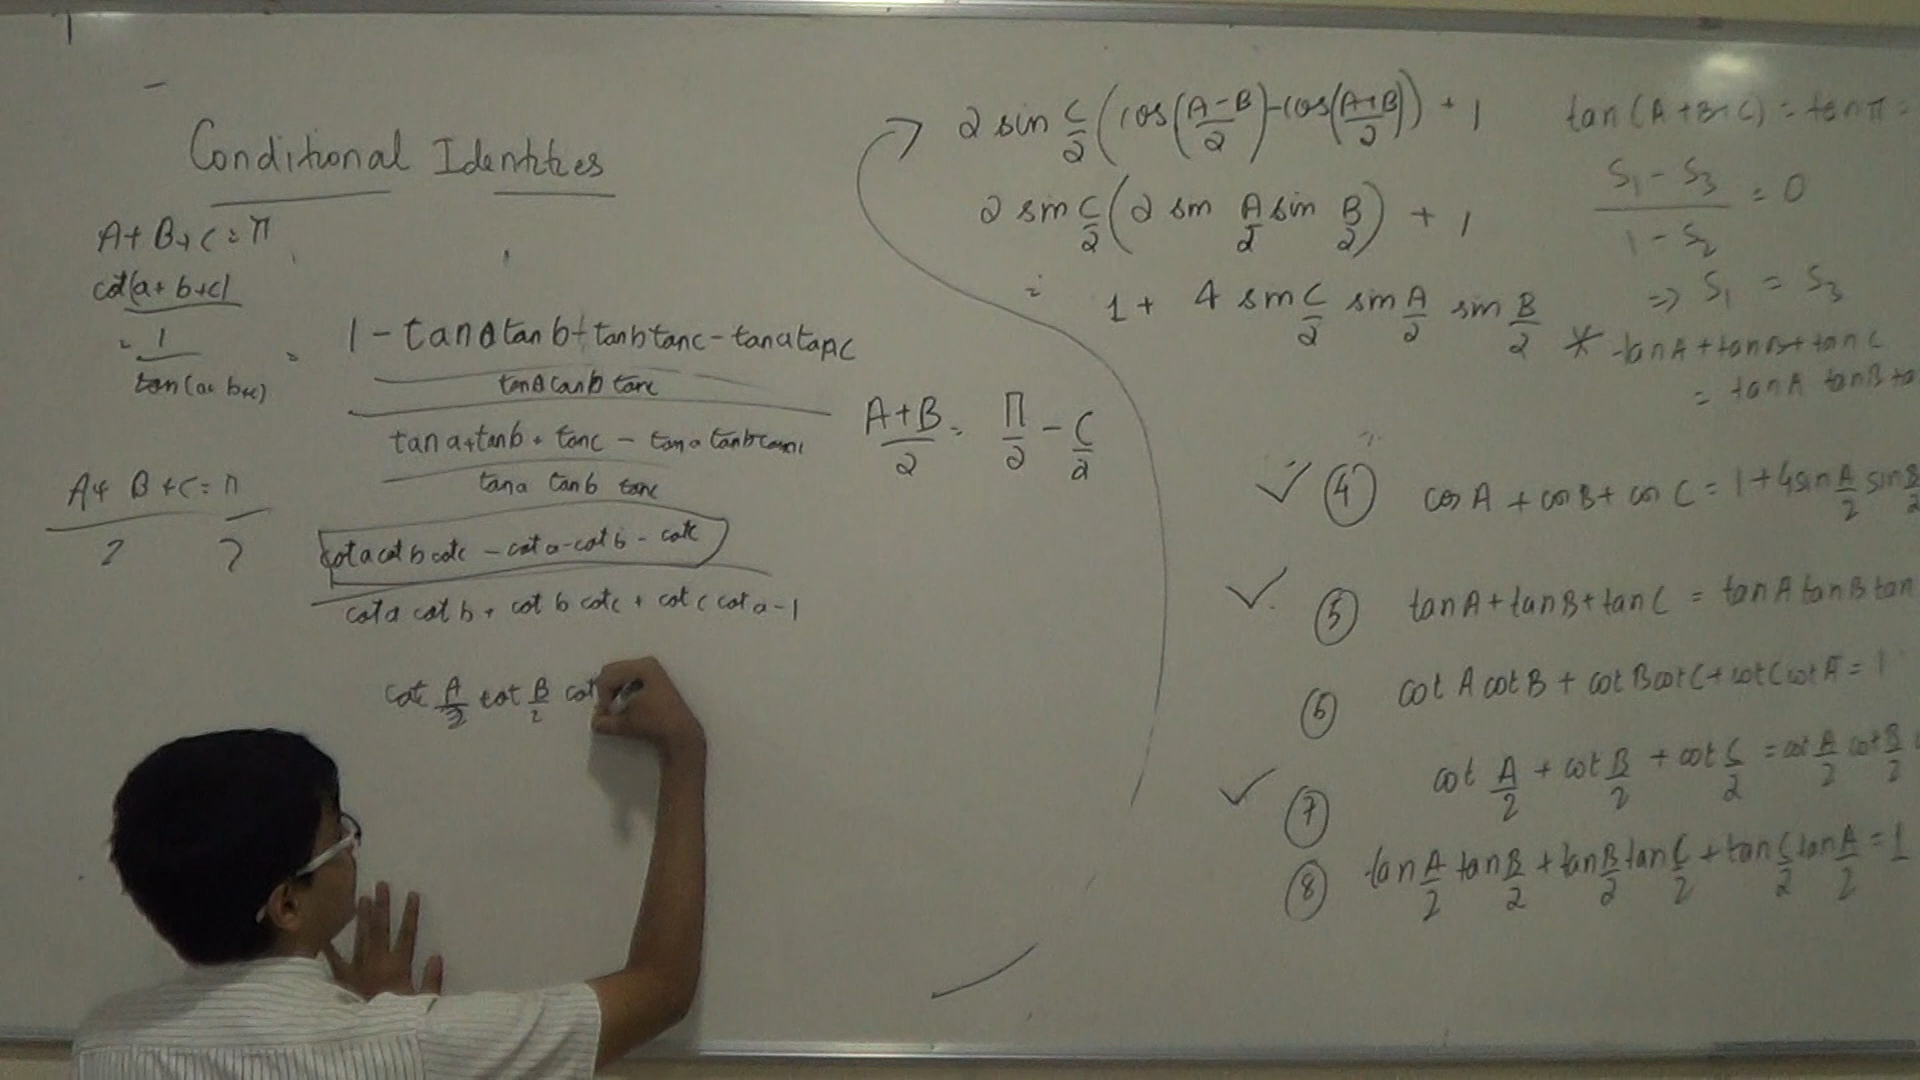 Conditional Identities
A+ B+ C = π
cot(a+ b+c)
= 1 / tan(a+ b+c) = 1 - tan a tan b + tan b tan c - tan a tan c
tan a tan b tan c
tan a + tan b + tan c - tan a tan b
tan a tan b tan c
A+ B + C = π
2 2
cot a cot b cot c - cot a - cot b - cot c
cot a cot b + cot b cot c + cot c cot a - 1
cot A/2 cot B/2 cot
2 sin C/2 (cos(A-B/2) - cos(A+B/2)) + 1
2 sin C/2 (2 sin A/2 sin B/2) + 1
= 1 + 4 sin C/2 sin A/2 sin B/2
A+B/2 = π/2 - C/2
tan(A+B+C) = tan π =
S1 - S3 / 1 - S2 = 0
=> S1 = S3
* tan A + tan B + tan C
= tan A tan B ta
✓ ④ cos A + cos B + cos C = 1 + 4 sin A/2 sin B/2
✓ ⑤ tan A + tan B + tan C = tan A tan B tan
⑥ cot A cot B + cot B cot C + cot C cot A = 1
✓ ⑦ cot A/2 + cot B/2 + cot C/2 = cot A/2 cot B/2
⑧ tan A/2 tan B/2 + tan B/2 tan C/2 + tan C/2 tan A/2 = 1